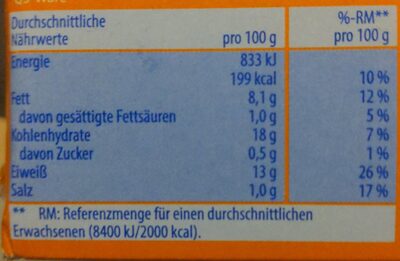 QS-Ware
Durchschnittliche %-RM**
Nährwerte pro 100 g pro 100 g
Energie 833 kJ
199 kcal 10 %
Fett 8,1 g 12 %
davon gesättigte Fettsäuren 1,0 g 5 %
Kohlenhydrate 18 g 7 %
davon Zucker 0,5 g 1 %
Eiweiß 13 g 26 %
Salz 1,0 g 17 %
** RM: Referenzmenge für einen durchschnittlichen
Erwachsenen (8400 kJ/2000 kcal).